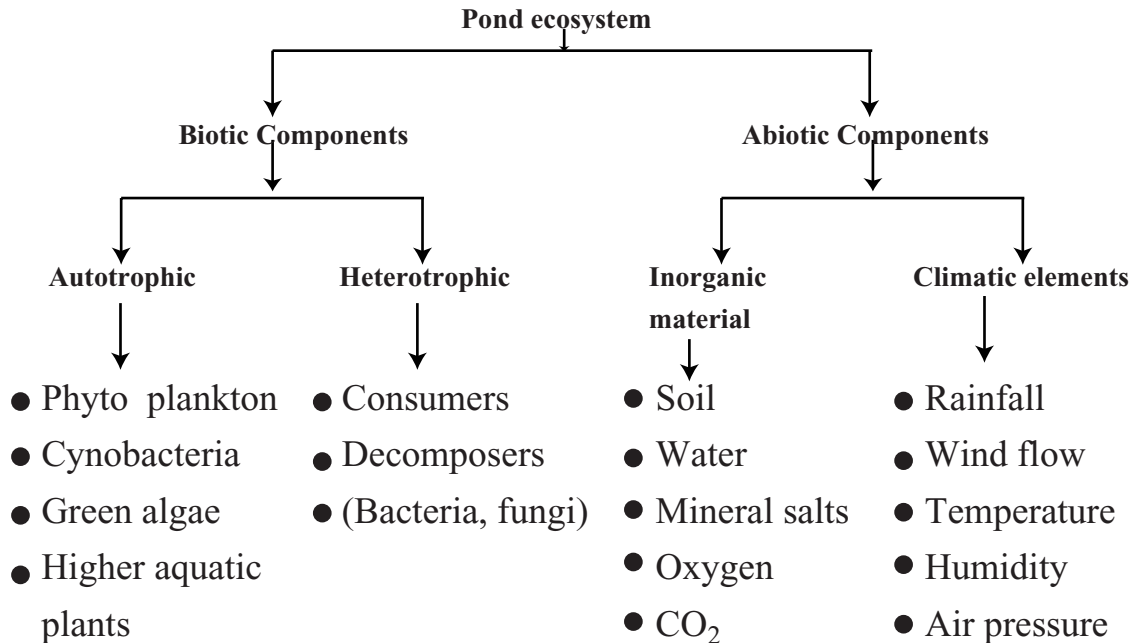 Pond ecosystem
Biotic Components
Abiotic Components
Autotrophic
Heterotrophic
Inorganic
material
Climatic elements
● Phyto plankton
● Cynobacteria
● Green algae
● Higher aquatic
plants
● Consumers
● Decomposers
● (Bacteria, fungi)
● Soil
● Water
● Mineral salts
● Oxygen
● CO₂
● Rainfall
● Wind flow
● Temperature
● Humidity
● Air pressure